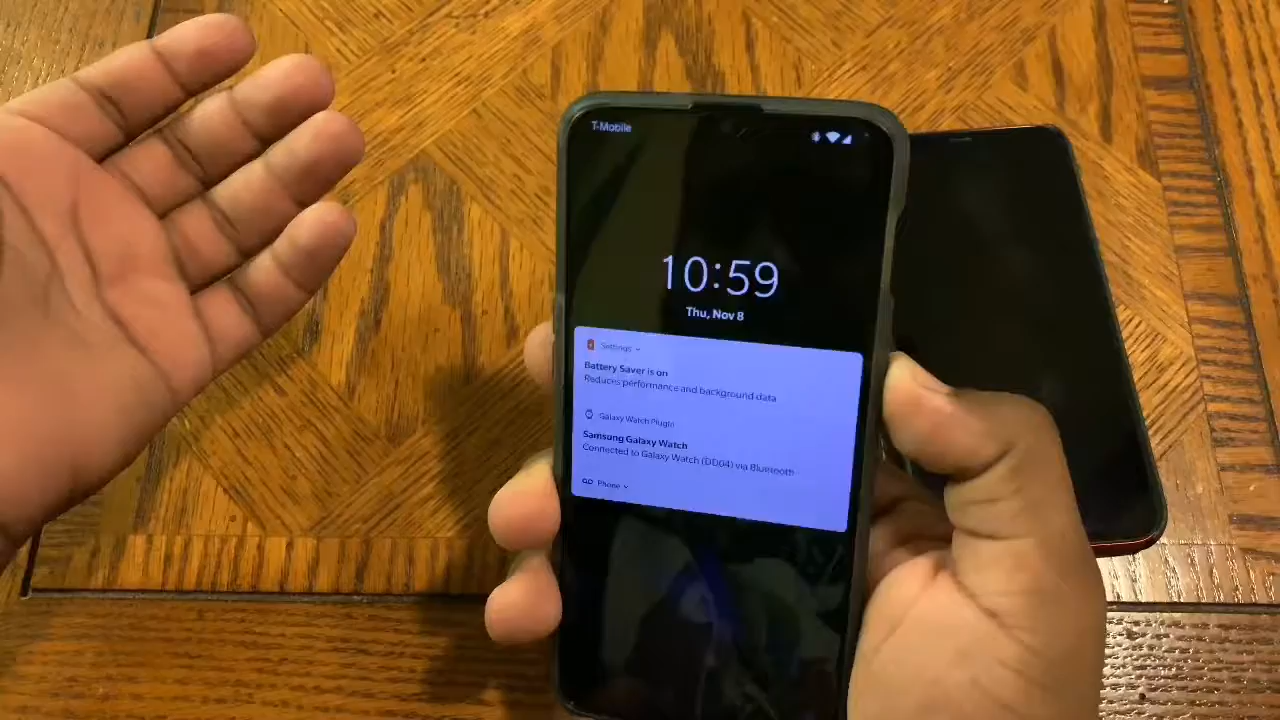 T-Mobile
10:59
Thu, Nov 8
Settings
Battery Saver is on
Reduces performance and background data
Galaxy Watch Plugin
Samsung Galaxy Watch
Connected to Galaxy Watch (DD04) via Bluetooth
Phone